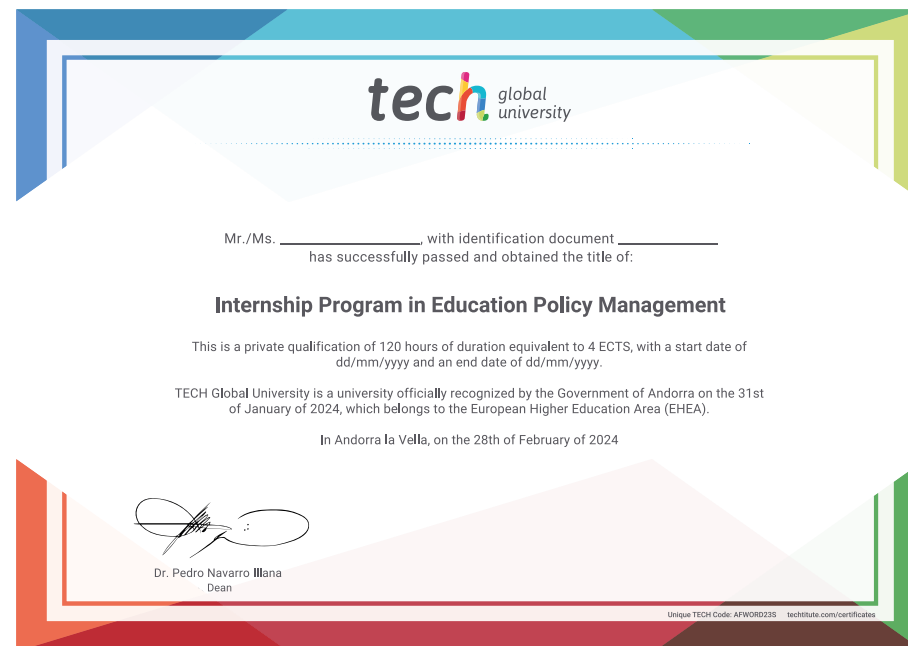 tech global university
Mr./Ms. ____________________, with identification document ______________
has successfully passed and obtained the title of:
Internship Program in Education Policy Management
This is a private qualification of 120 hours of duration equivalent to 4 ECTS, with a start date of
dd/mm/yyyy and an end date of dd/mm/yyyy.
TECH Global University is a university officially recognized by the Government of Andorra on the 31st
of January of 2024, which belongs to the European Higher Education Area (EHEA).
In Andorra la Vella, on the 28th of February of 2024
Dr. Pedro Navarro Illana
Dean
Unique TECH Code: AFWORD23S techtitute.com/certificates